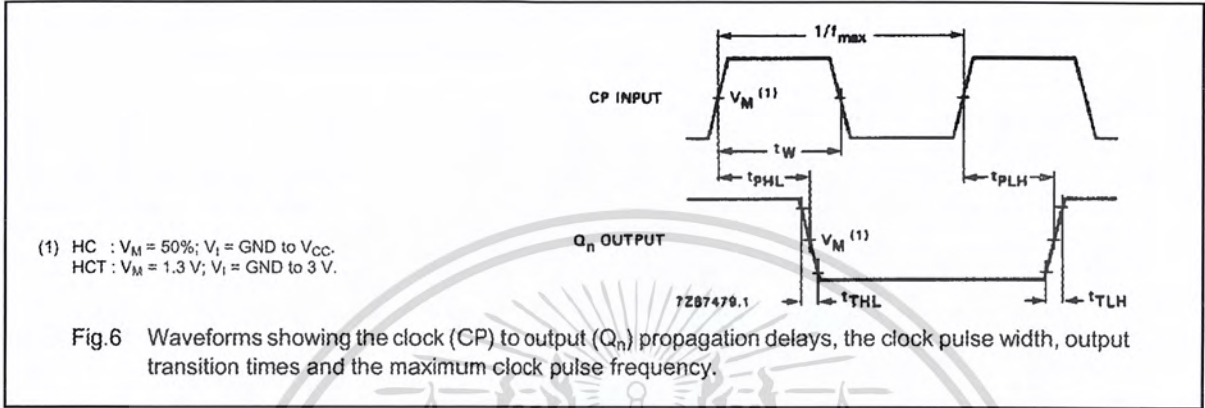 1/fmax
CP INPUT
VM (1)
tW
tPHL
tPLH
Qn OUTPUT
VM (1)
(1) HC : VM = 50%; VI = GND to VCC.
HCT : VM = 1.3 V; VI = GND to 3 V.
7Z87479.1
tTHL
tTLH
Fig.6 Waveforms showing the clock (CP) to output (Qn) propagation delays, the clock pulse width, output
transition times and the maximum clock pulse frequency.